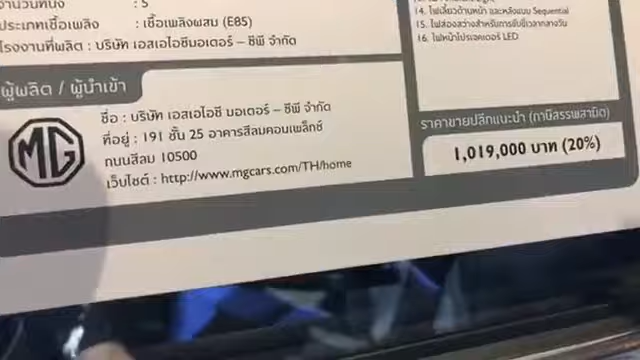 จำนวนที่นั่ง : 5
ประเภทเชื้อเพลิง : เชื้อเพลิงผสม (E85)
โรงงานที่ผลิต : บริษัท เอสเอไอซีมอเตอร์ – ซีพี จำกัด
14. ไฟเลี้ยวด้านหน้า และหลังแบบ Sequential
15. ไฟส่องสว่างสำหรับการขับขี่เวลากลางวัน
16. ไฟหน้าโปรเจคเตอร์ LED
ผู้ผลิต / ผู้นำเข้า
MG
ชื่อ : บริษัท เอสเอไอซี มอเตอร์ – ซีพี จำกัด
ที่อยู่ : 191 ชั้น 25 อาคารสีลมคอมเพล็กซ์
ถนนสีลม 10500
เว็บไซต์ : http://www.mgcars.com/TH/home
ราคาขายปลีกแนะนำ (ภาษีสรรพสามิต)
1,019,000 บาท (20%)